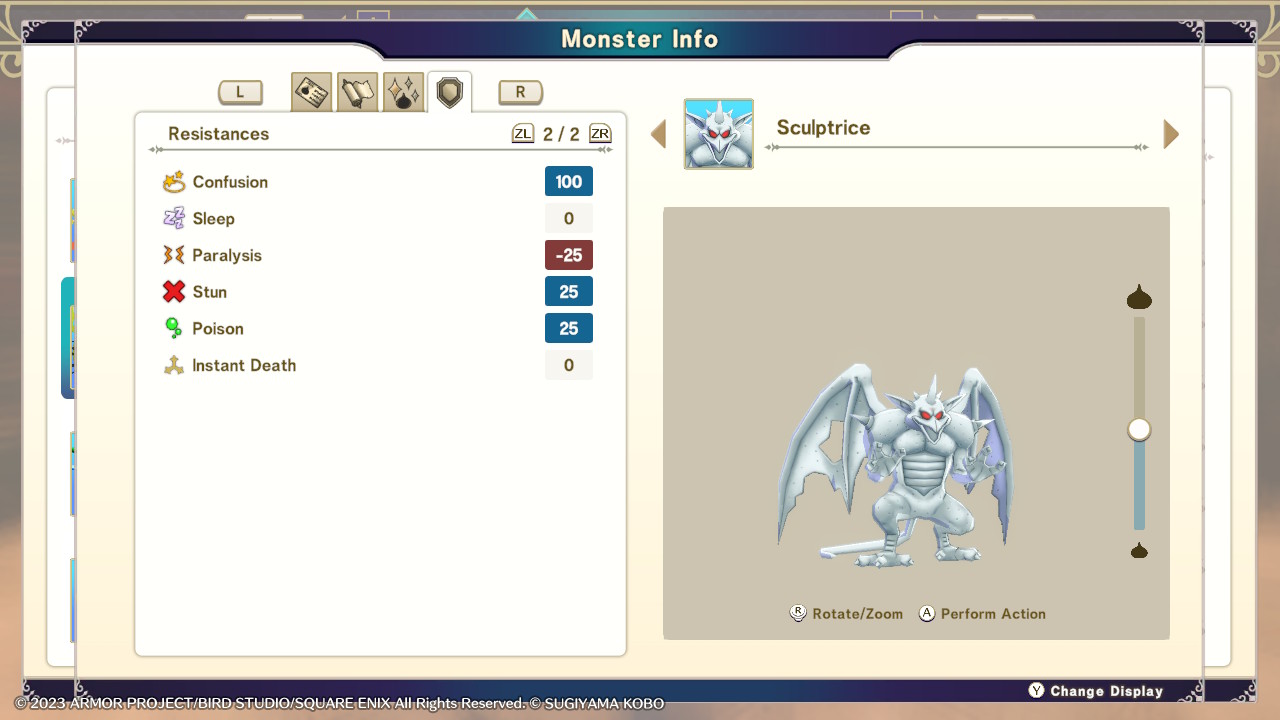 Monster Info
L
R
Resistances
ZL 2 / 2 ZR
Confusion 100
Sleep 0
Paralysis -25
Stun 25
Poison 25
Instant Death 0
Sculptrice
R Rotate/Zoom A Perform Action
Y Change Display
© 2023 ARMOR PROJECT/BIRD STUDIO/SQUARE ENIX All Rights Reserved. © SUGIYAMA KOBO